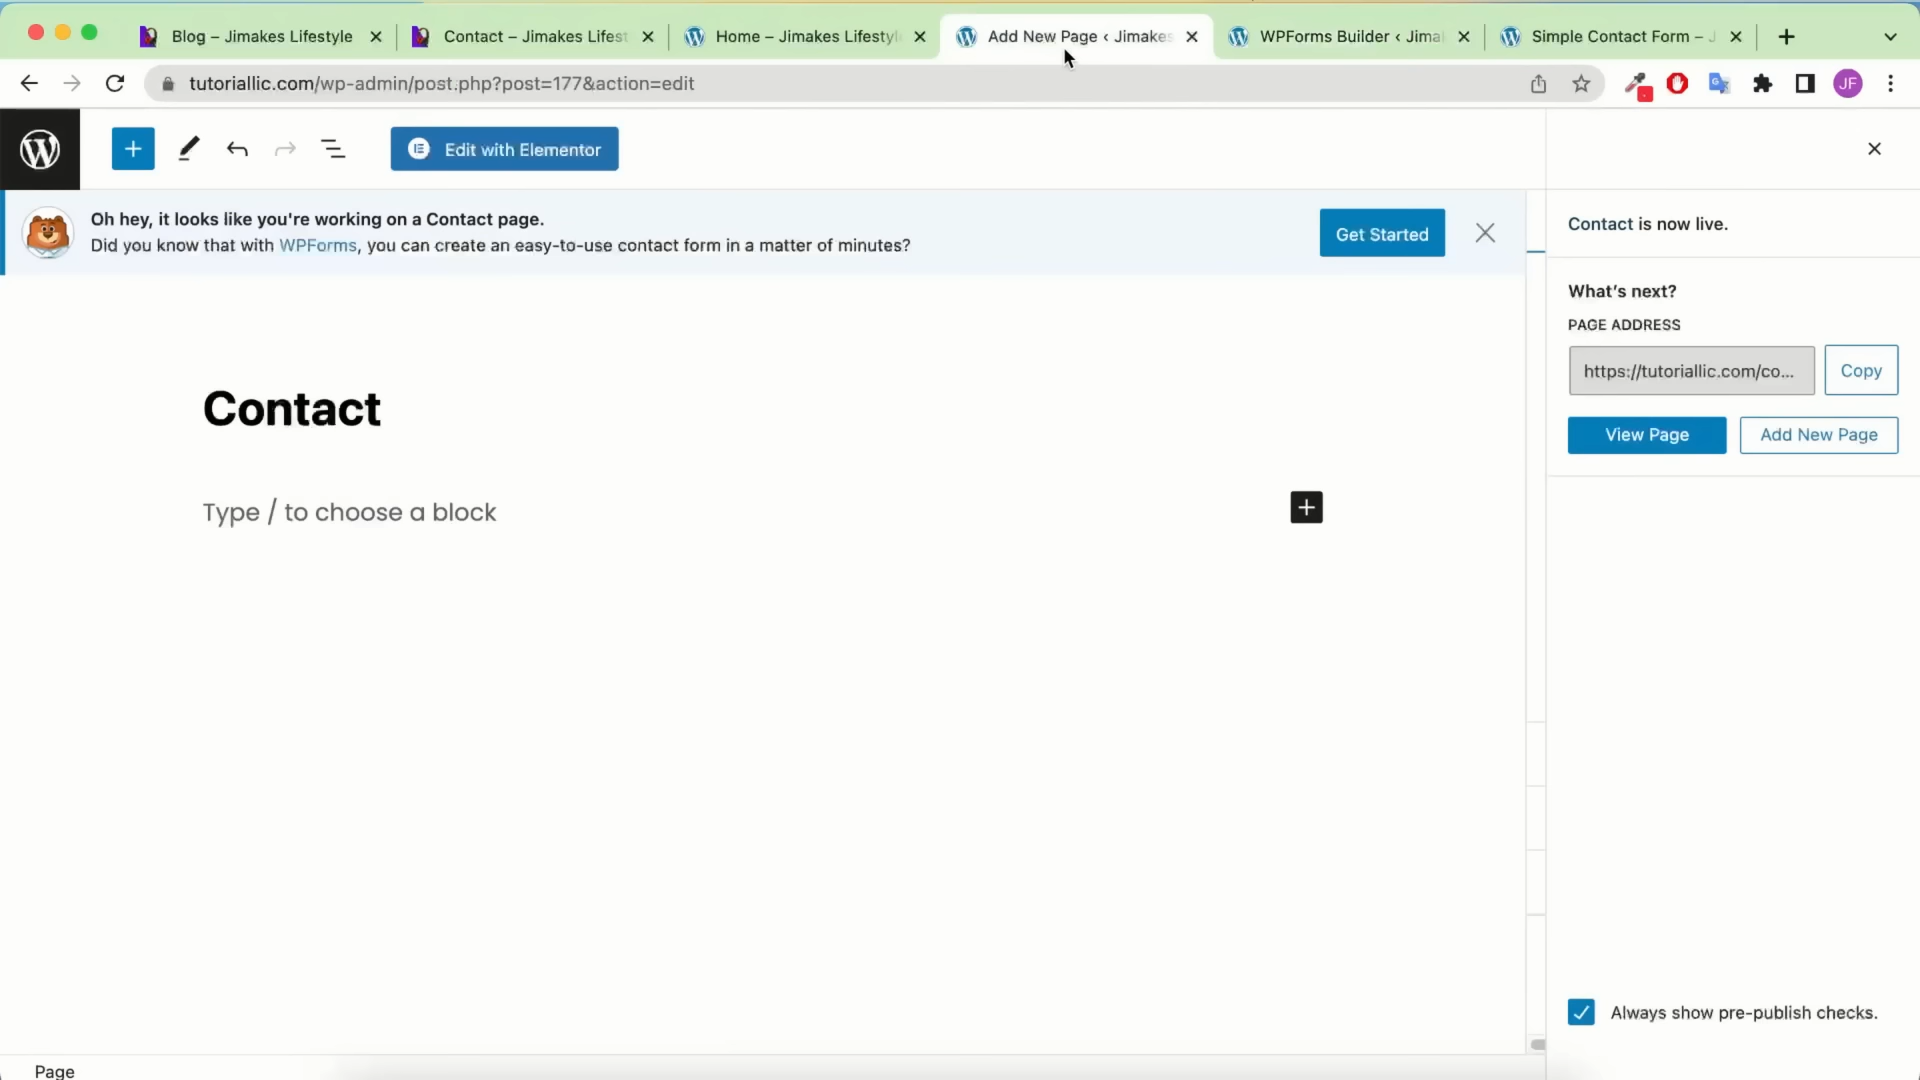 Blog – Jimakes Lifestyle
Contact – Jimakes Lifest
Home – Jimakes Lifestyl
Add New Page ‹ Jimakes
WPForms Builder ‹ Jimal
Simple Contact Form – J
tutoriallic.com/wp-admin/post.php?post=177&action=edit
JF
Edit with Elementor
Oh hey, it looks like you're working on a Contact page.
Did you know that with WPForms, you can create an easy-to-use contact form in a matter of minutes?
Get Started
Contact is now live.
What's next?
PAGE ADDRESS
https://tutoriallic.com/co...
Copy
View Page
Add New Page
Contact
Type / to choose a block
Always show pre-publish checks.
Page